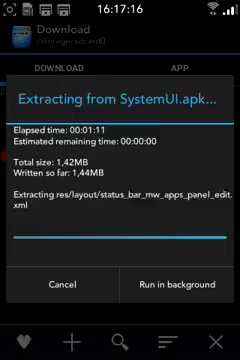 16:17:16
Download
/storage/sdcard0
DOWNLOAD
APP
Extracting from SystemUI.apk...
Elapsed time: 00:01:11
Estimated remaining time: 00:00:00
Total size: 1,42MB
Written so far: 1,44MB
Extracting res/layout/status_bar_mw_apps_panel_edit.
xml
Cancel
Run in background